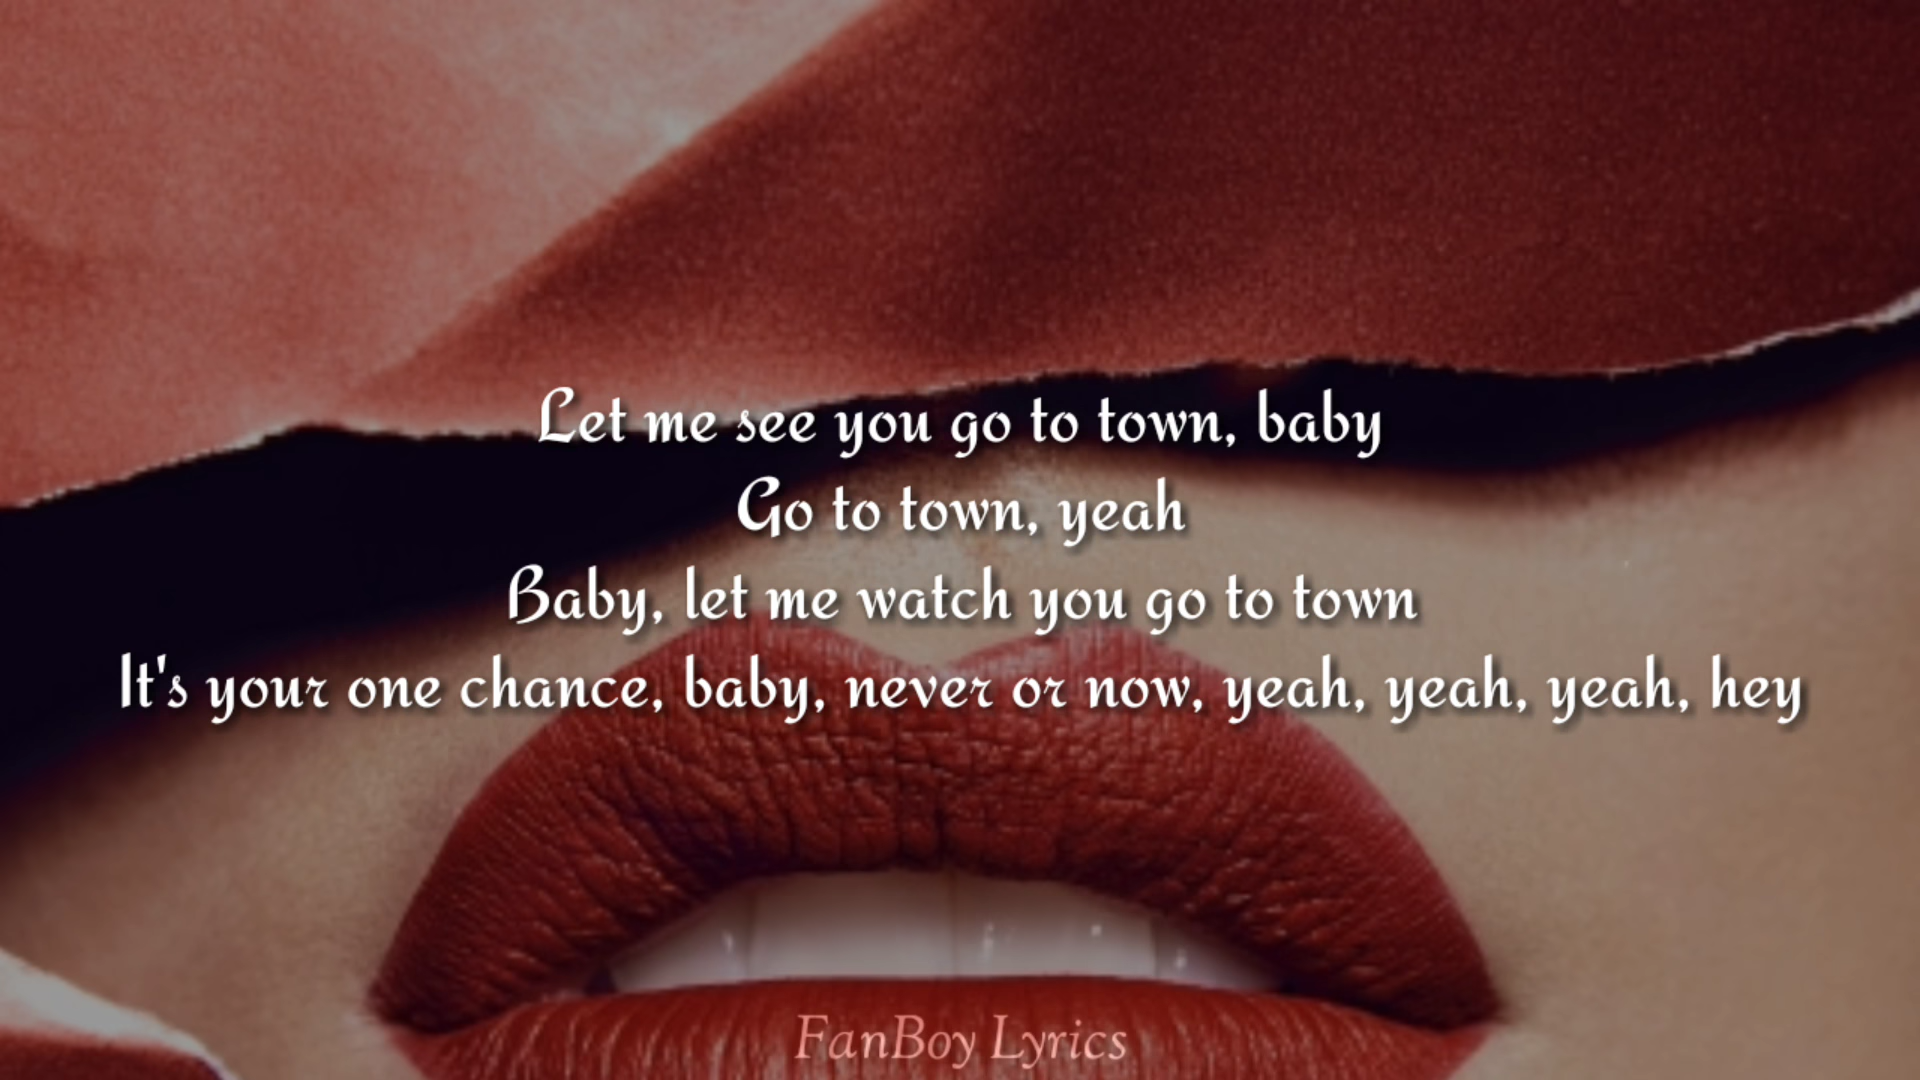 Let me see you go to town, baby
Go to town, yeah
Baby, let me watch you go to town
It's your one chance, baby, never or now, yeah, yeah, yeah, hey
FanBoy Lyrics